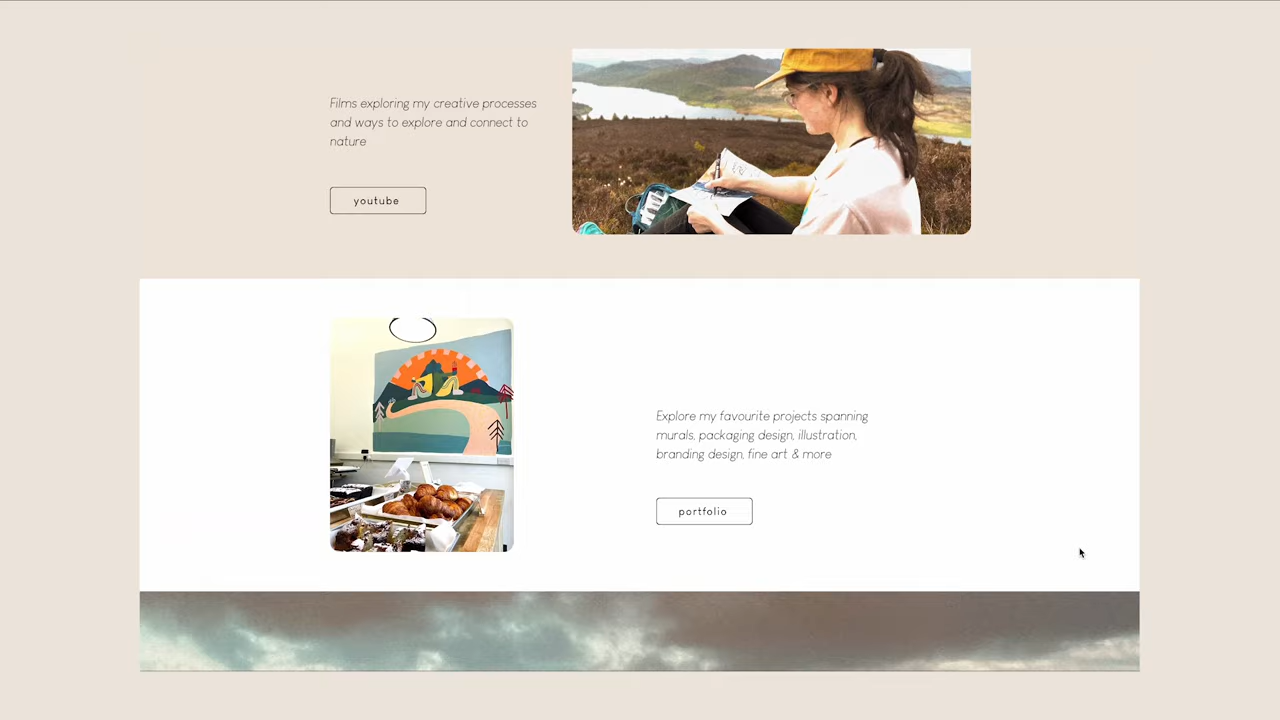 Films exploring my creative processes
and ways to explore and connect to
nature
youtube
Explore my favourite projects spanning
murals, packaging design, illustration,
branding design, fine art & more
portfolio